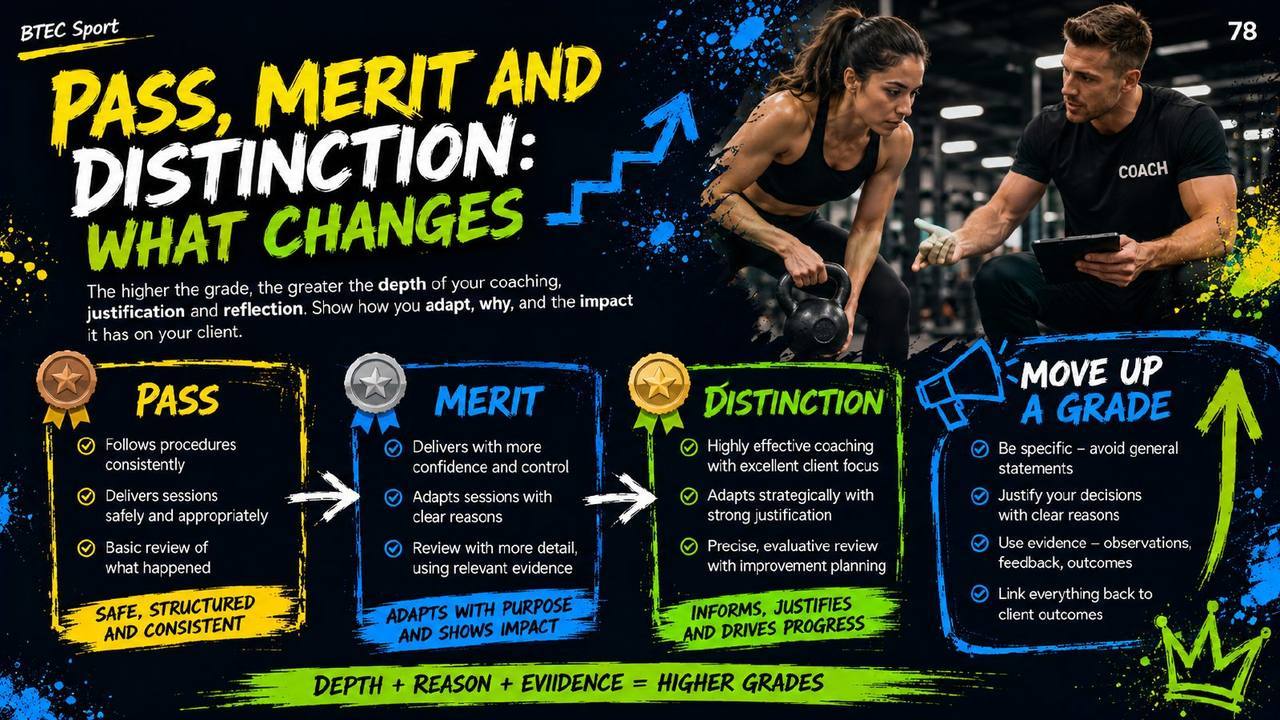 BTEC Sport
78
PASS, MERIT AND
DISTINCTION:
WHAT CHANGES
The higher the grade, the greater the depth of your coaching,
justification and reflection. Show how you adapt, why, and the impact
it has on your client.
COACH
PASS
Follows procedures
consistently
Delivers sessions
safely and appropriately
Basic review of
what happened
SAFE, STRUCTURED
AND CONSISTENT
MERIT
Delivers with more
confidence and control
Adapts sessions with
clear reasons
Review with more detail,
using relevant evidence
ADAPTS WITH PURPOSE
AND SHOWS IMPACT
DISTINCTION
Highly effective coaching
with excellent client focus
Adapts strategically with
strong justification
Precise, evaluative review
with improvement planning
INFORMS, JUSTIFIES
AND DRIVES PROGRESS
MOVE UP
A GRADE
Be specific – avoid general
statements
Justify your decisions
with clear reasons
Use evidence – observations,
feedback, outcomes
Link everything back to
client outcomes
DEPTH + REASON + EVIIDENCE = HIGHER GRADES